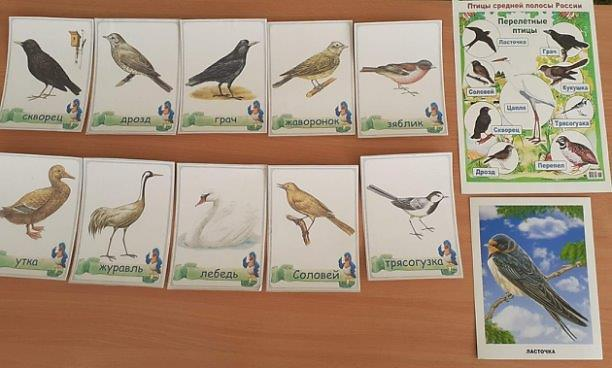 скворец
дрозд
грач
жаворонок
зяблик
утка
журавль
лебедь
Соловей
трясогузка
Птицы средней полосы России
Перелетные
птицы
Ласточка
Грач
Соловей
Кукушка
Цапля
Скворец
Трясогузка
Дрозд
Перепел
ЛАСТОЧКА